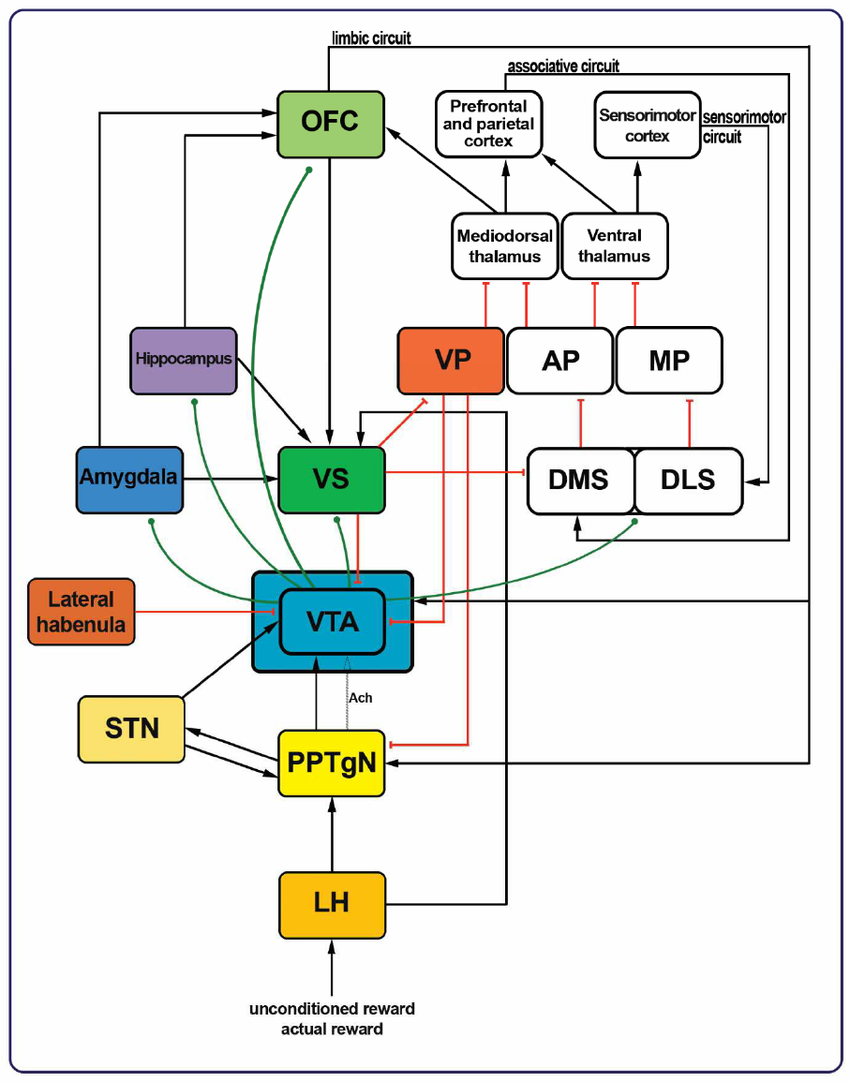 limbic circuit
associative circuit
OFC
Prefrontal
and parietal
cortex
Sensorimotor
cortex
sensorimotor
circuit
Mediodorsal
thalamus
Ventral
thalamus
Hippocampus
VP
AP
MP
Amygdala
VS
DMS
DLS
Lateral
habenula
VTA
Ach
STN
PPTgN
LH
unconditioned reward
actual reward